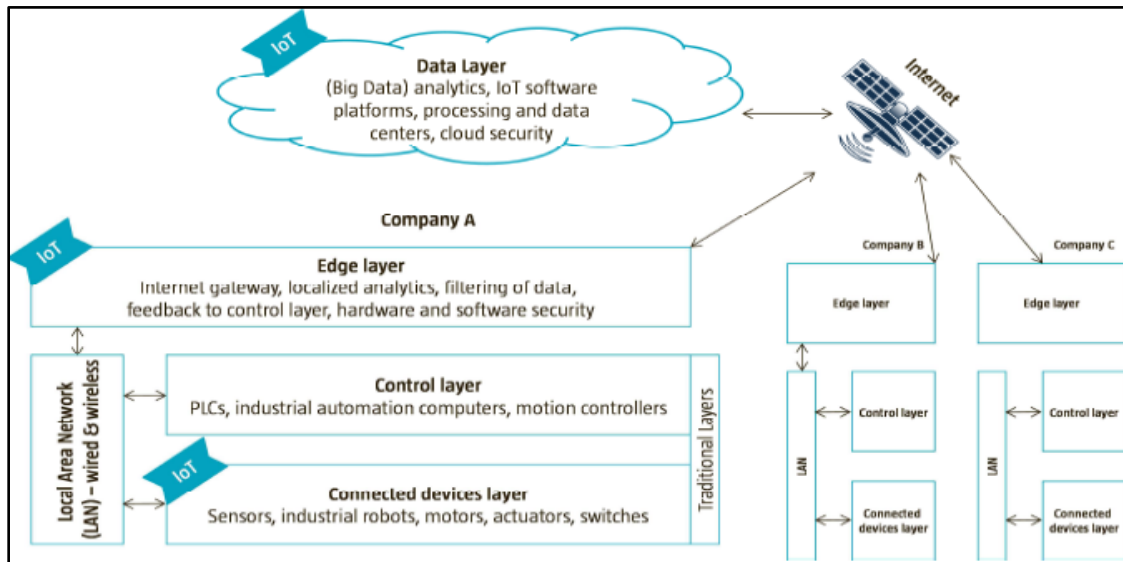 IoT
Data Layer
(Big Data) analytics, IoT software
platforms, processing and data
centers, cloud security
Internet
Company A
IoT
Edge layer
Internet gateway, localized analytics, filtering of data,
feedback to control layer, hardware and software security
Local Area Network
(LAN) – wired & wireless
Control layer
PLCs, industrial automation computers, motion controllers
IoT
Connected devices layer
Sensors, industrial robots, motors, actuators, switches
Traditional Layers
Company B
Edge layer
LAN
Control layer
Connected
devices layer
Company C
Edge layer
LAN
Control layer
Connected
devices layer